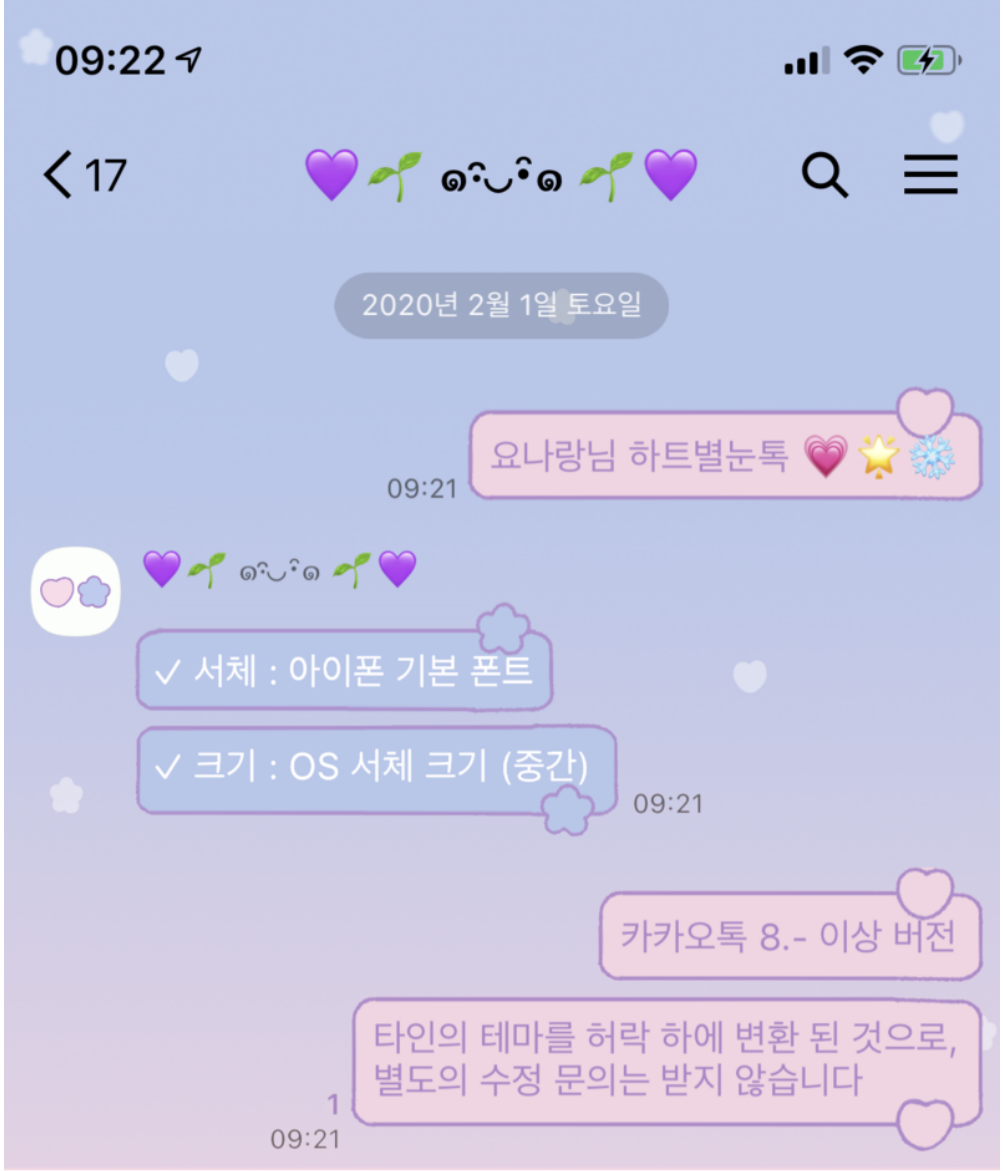 09:22
17
💜🌱 ๑ᵔ◡ᵔ๑ 🌱💜
2020년 2월 1일 토요일
요나랑님 하트별눈톡 💗🌟❄️
09:21
💜🌱 ๑ᵔ◡ᵔ๑ 🌱💜
✓ 서체 : 아이폰 기본 폰트
✓ 크기 : OS 서체 크기 (중간)
09:21
카카오톡 8.- 이상 버전
타인의 테마를 허락 하에 변환 된 것으로,
별도의 수정 문의는 받지 않습니다
1
09:21